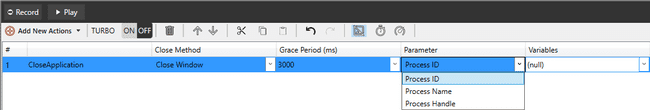 Record Play
Add New Actions TURBO ON OFF
# Close Method Grace Period (ms) Parameter Variables
1 CloseApplication Close Window 3000 Process ID (null)
Process ID
Process Name
Process Handle